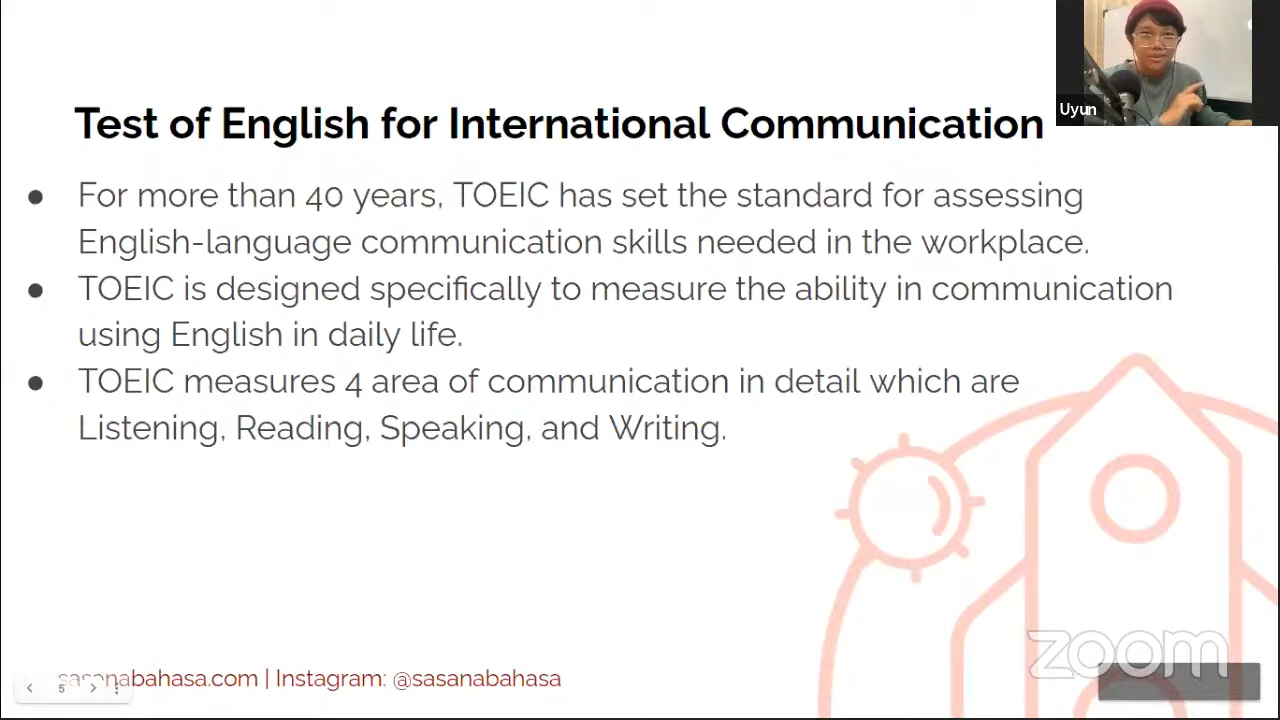 Test of English for International Communication
Uyun
● For more than 40 years, TOEIC has set the standard for assessing
English-language communication skills needed in the workplace.
● TOEIC is designed specifically to measure the ability in communication
using English in daily life.
● TOEIC measures 4 area of communication in detail which are
Listening, Reading, Speaking, and Writing.
zoom
sasanabahasa.com | Instagram: @sasanabahasa
5